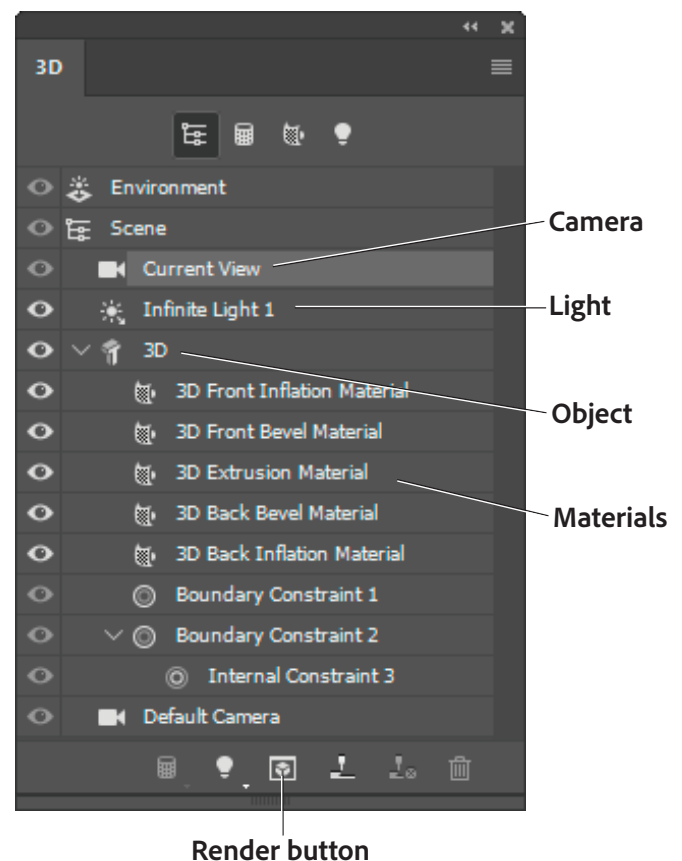 3D
Environment
Scene
Camera
Current View
Infinite Light 1
Light
3D
3D Front Inflation Material
Object
3D Front Bevel Material
3D Extrusion Material
3D Back Bevel Material
Materials
3D Back Inflation Material
Boundary Constraint 1
Boundary Constraint 2
Internal Constraint 3
Default Camera
Render button